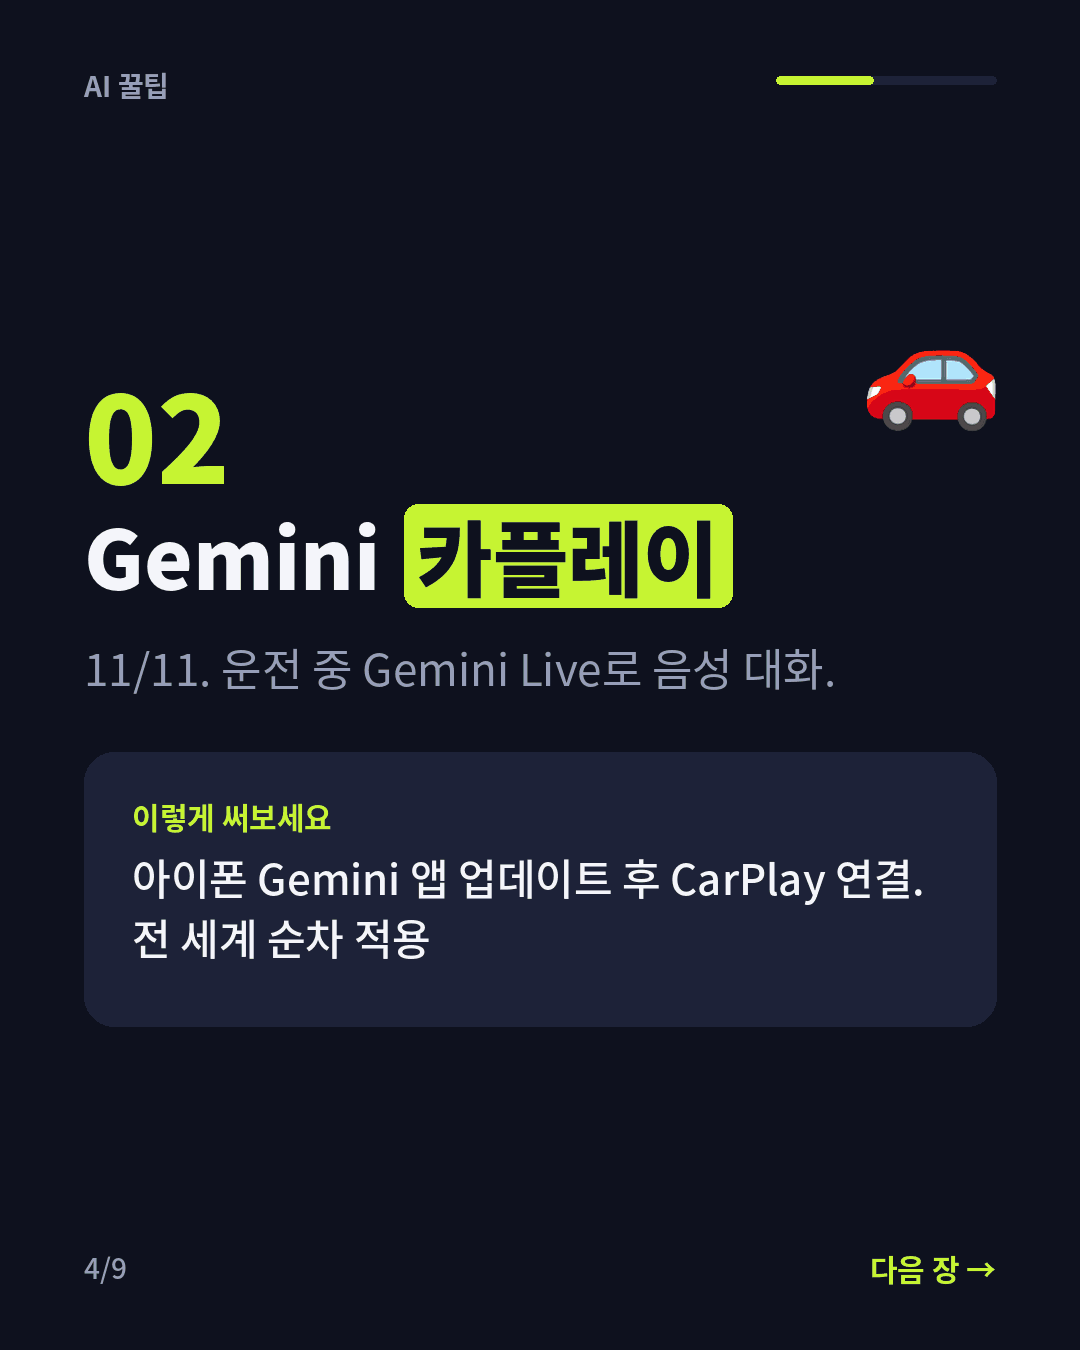 AI 꿀팁
02
Gemini 카플레이
11/11. 운전 중 Gemini Live로 음성 대화.
이렇게 써보세요
아이폰 Gemini 앱 업데이트 후 CarPlay 연결.
전 세계 순차 적용
4/9
다음 장 →